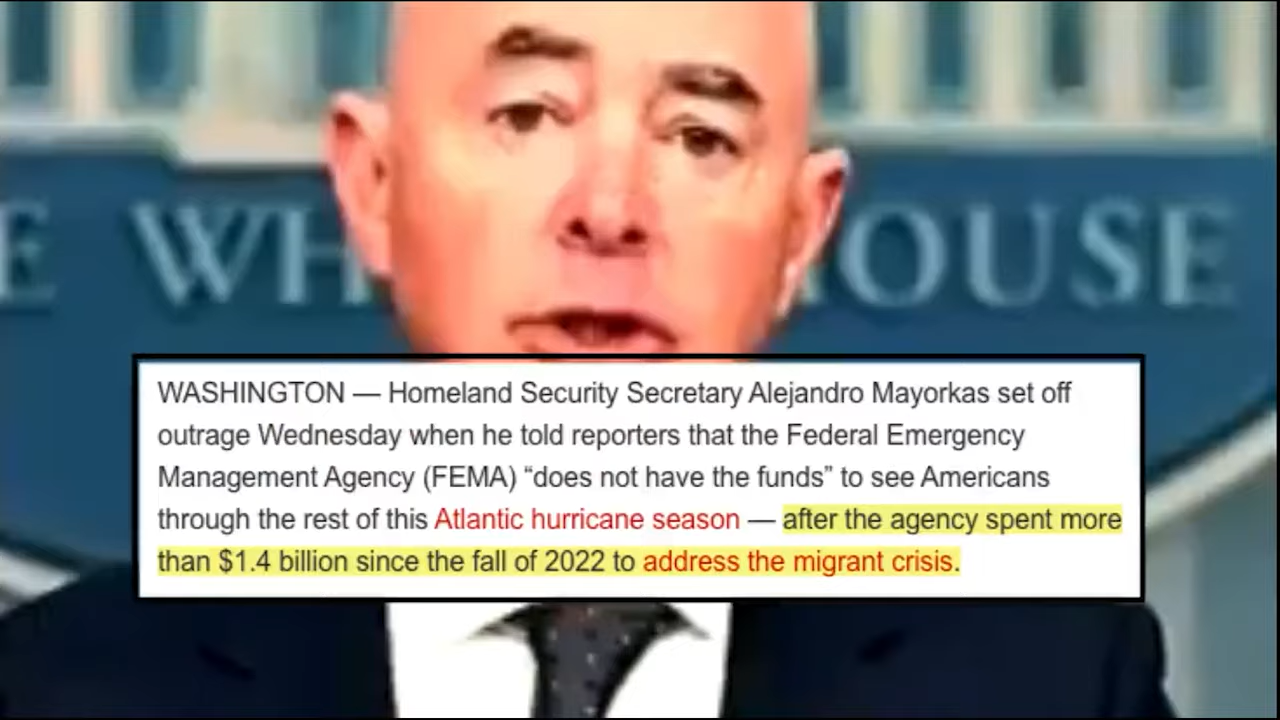 E WH OUSE
WASHINGTON — Homeland Security Secretary Alejandro Mayorkas set off
outrage Wednesday when he told reporters that the Federal Emergency
Management Agency (FEMA) “does not have the funds” to see Americans
through the rest of this Atlantic hurricane season — after the agency spent more
than $1.4 billion since the fall of 2022 to address the migrant crisis.